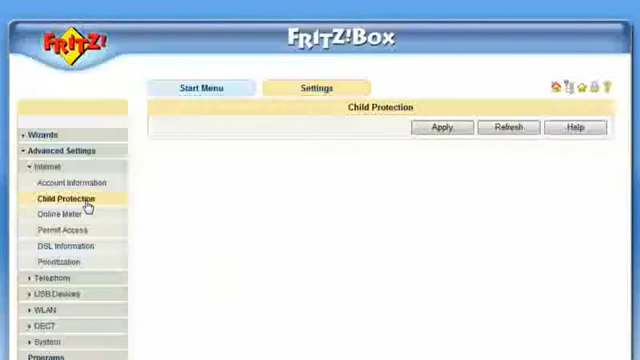 FRITZ!
FRITZ!Box
Start Menu
Settings
Child Protection
Apply
Refresh
Help
Wizards
Advanced Settings
Internet
Account Information
Child Protection
Online Meter
Permit Access
DSL Information
Prioritization
Telephony
USB Devices
WLAN
DECT
System
Programs